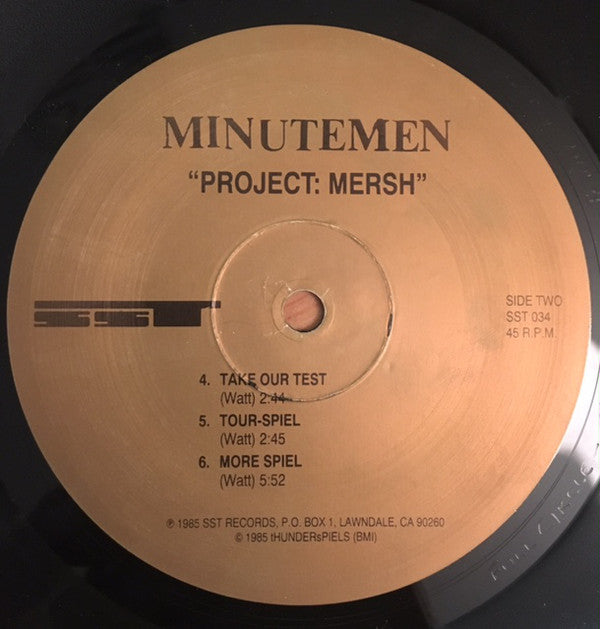 MINUTEMEN
“PROJECT: MERSH”
SST
SIDE TWO
SST 034
45 R.P.M.
4. TAKE OUR TEST
(Watt) 2:44
5. TOUR-SPIEL
(Watt) 2:45
6. MORE SPIEL
(Watt) 5:52
℗ 1985 SST RECORDS, P.O. BOX 1, LAWNDALE, CA 90260
© 1985 tHUNDERsPIELS (BMI)